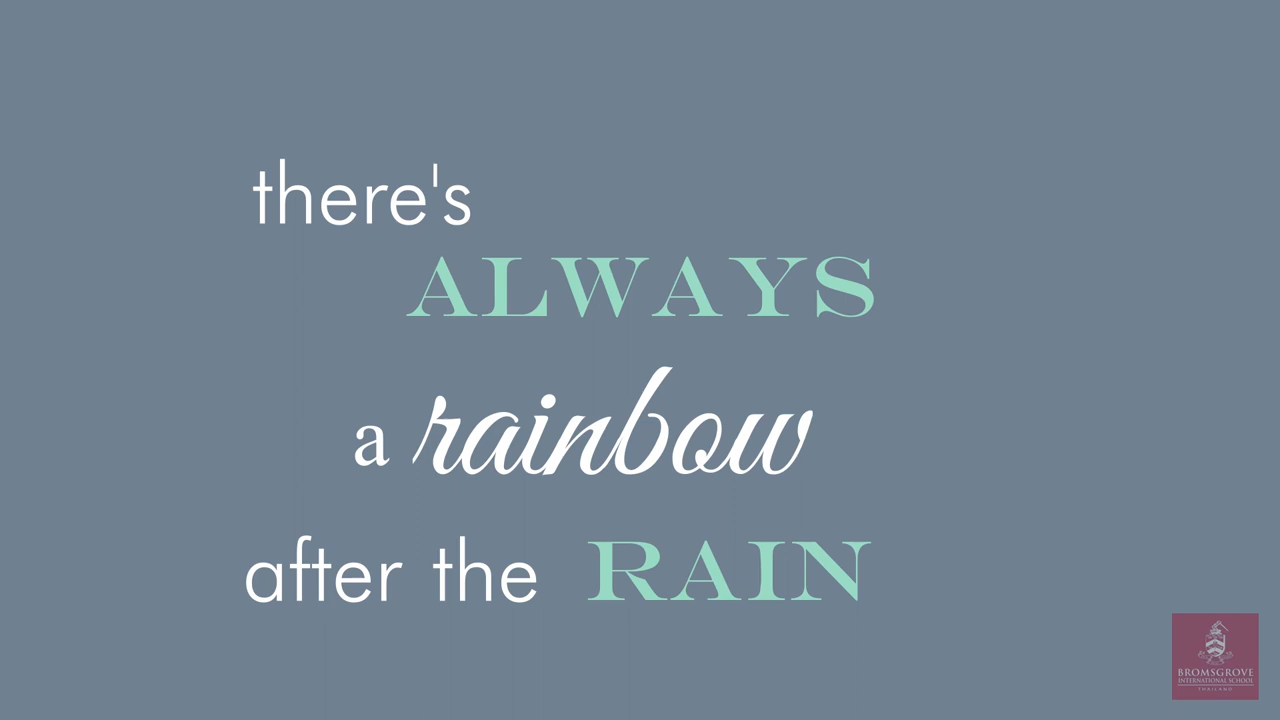 there's
ALWAYS
a rainbow
after the RAIN
BROMSGROVE
INTERNATIONAL SCHOOL
THAILAND